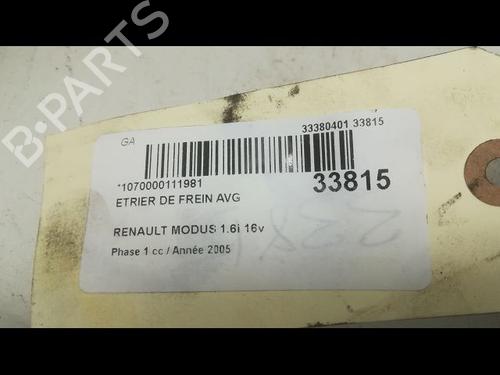 B-PARTS
GA
33380401 33815
*1070000111981
33815
ETRIER DE FREIN AVG
RENAULT MODUS 1.6i 16v
Phase 1 cc / Année 2005